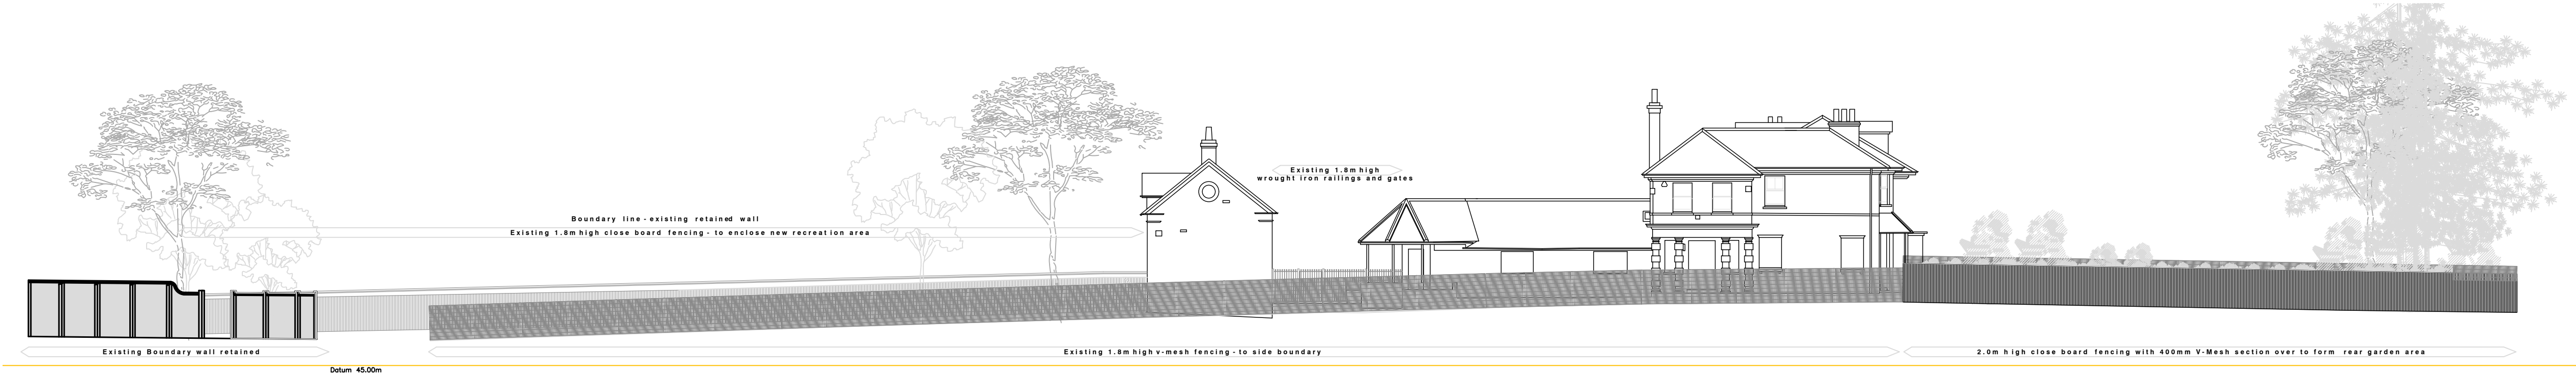 Existing 1.8m high
wrought iron railings and gates
Boundary line - existing retained wall
Existing 1.8m high close board fencing - to enclose new recreation area
Existing Boundary wall retained
Existing 1.8m high v-mesh fencing - to side boundary
2.0m high close board fencing with 400mm V-Mesh section over to form rear garden area
Datum 45.00m